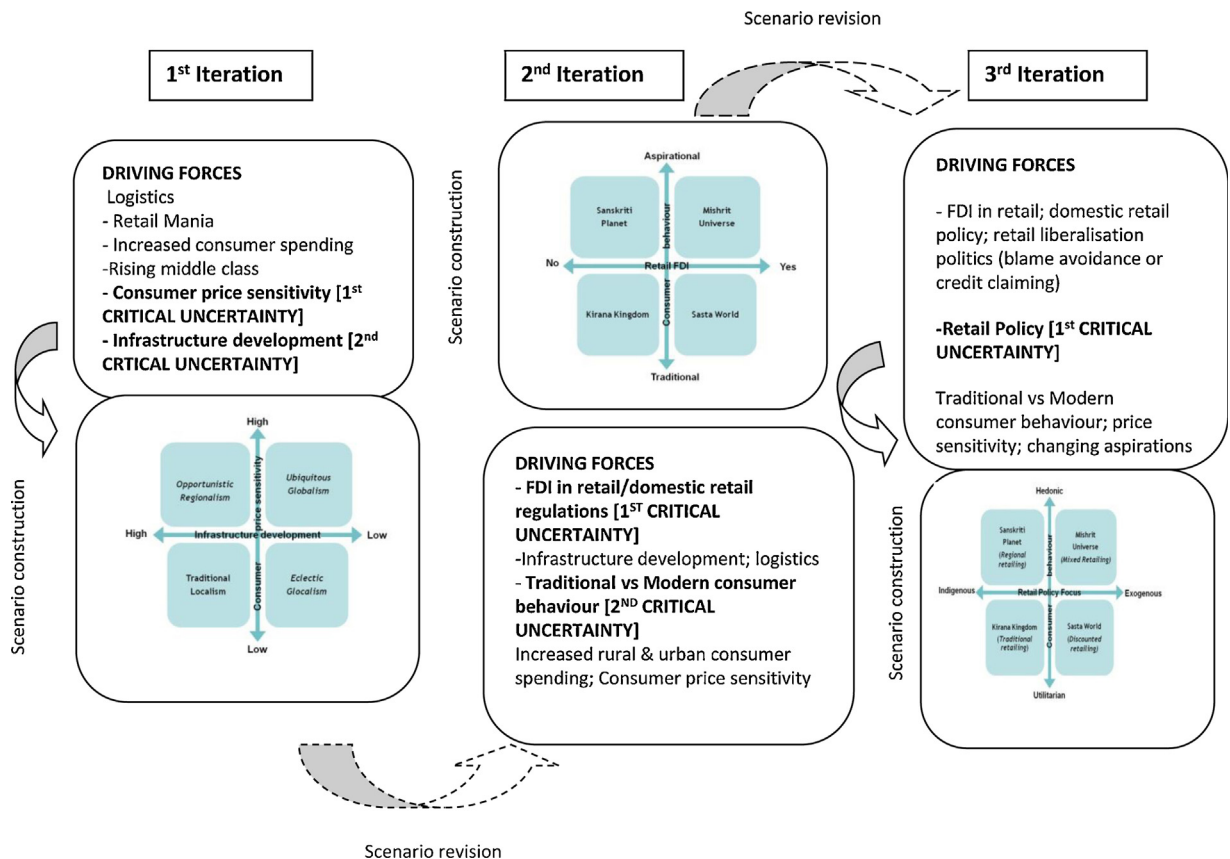 Scenario revision
1st Iteration
2nd Iteration
3rd Iteration
DRIVING FORCES
Logistics
- Retail Mania
- Increased consumer spending
-Rising middle class
- Consumer price sensitivity [1st
CRITICAL UNCERTAINTY]
- Infrastructure development [2nd
CRTICAL UNCERTAINTY]
Scenario construction
High
Opportunistic
Regionalism
Ubiquitous
Globalism
High
Infrastructure development
Low
Consumer price sensitivity
Traditional
Localism
Eclectic
Glocalism
Low
Scenario revision
Scenario construction
Aspirational
Sanskriti
Planet
Mishrit
Universe
No
Retail FDI
Yes
Consumer behaviour
Kirana Kingdom
Sasta World
Traditional
DRIVING FORCES
- FDI in retail/domestic retail
regulations [1ST CRITICAL
UNCERTAINTY]
-Infrastructure development; logistics
- Traditional vs Modern consumer
behaviour [2ND CRITICAL
UNCERTAINTY]
Increased rural & urban consumer
spending; Consumer price sensitivity
DRIVING FORCES
- FDI in retail; domestic retail
policy; retail liberalisation
politics (blame avoidance or
credit claiming)
-Retail Policy [1st CRITICAL
UNCERTAINTY]
Traditional vs Modern
consumer behaviour; price
sensitivity; changing aspirations
Scenario construction
Hedonic
Sanskriti
Planet
(Regional
retailing)
Mishrit
Universe
(Mixed Retailing)
Indigenous
Retail Policy Focus
Exogenous
Consumer behaviour
Kirana Kingdom
(Traditional
retailing)
Sasta World
(Discounted
retailing)
Utilitarian